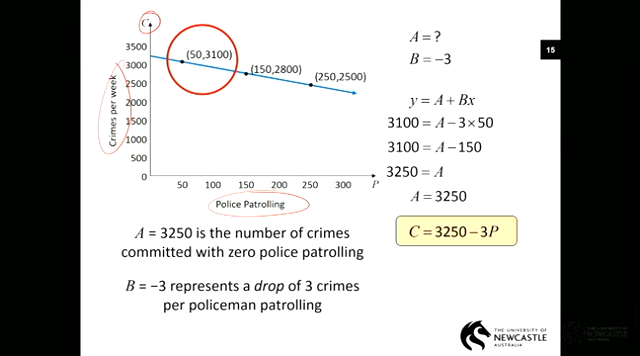 C
3500
3000
2500
2000
1500
1000
500
0
Crimes per week
(50,3100)
(150,2800)
(250,2500)
50 100 150 200 250 300 P
Police Patrolling
A = 3250 is the number of crimes
committed with zero police patrolling
B = −3 represents a drop of 3 crimes
per policeman patrolling
A = ?
B = −3
y = A + Bx
3100 = A − 3 × 50
3100 = A − 150
3250 = A
A = 3250
C = 3250 − 3P
15
THE UNIVERSITY OF
NEWCASTLE
AUSTRALIA